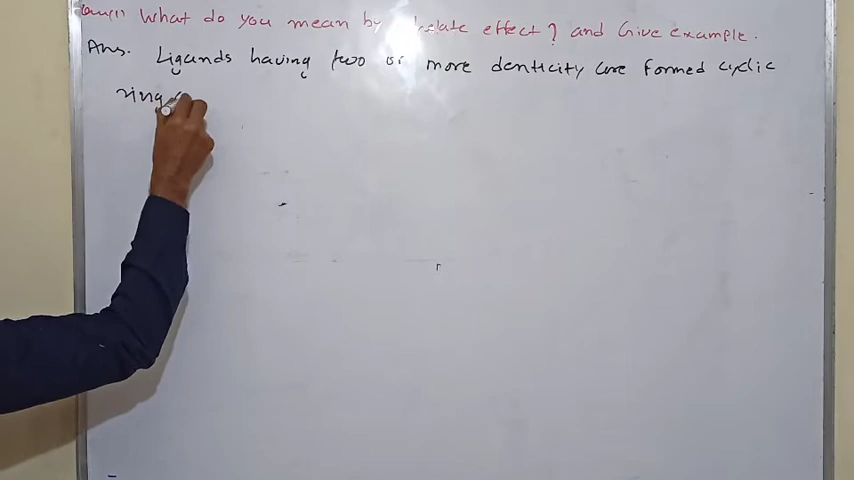 What do you mean by chelate effect? and Give example.
Ans. Ligands having two or more denticity are formed cyclic
ring